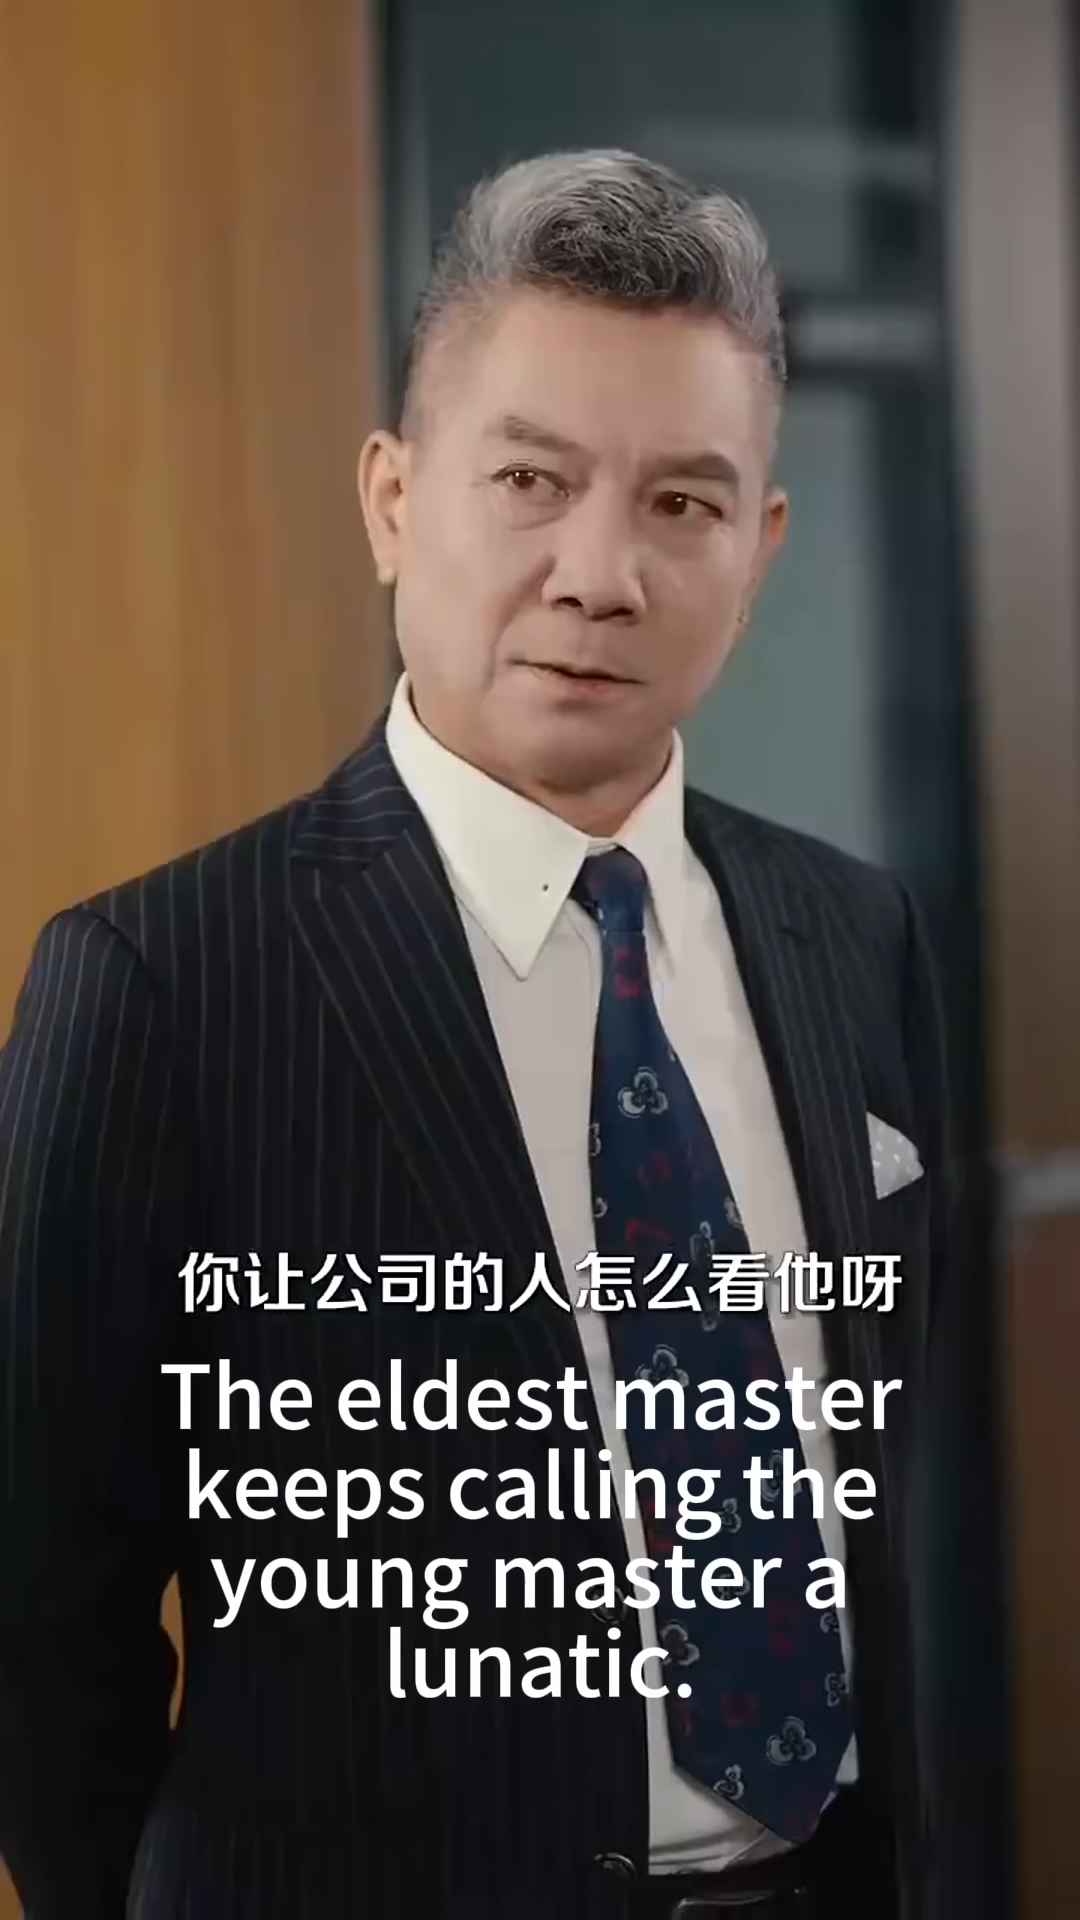 你让公司的人怎么看他呀
The eldest master
keeps calling the
young master a
lunatic.